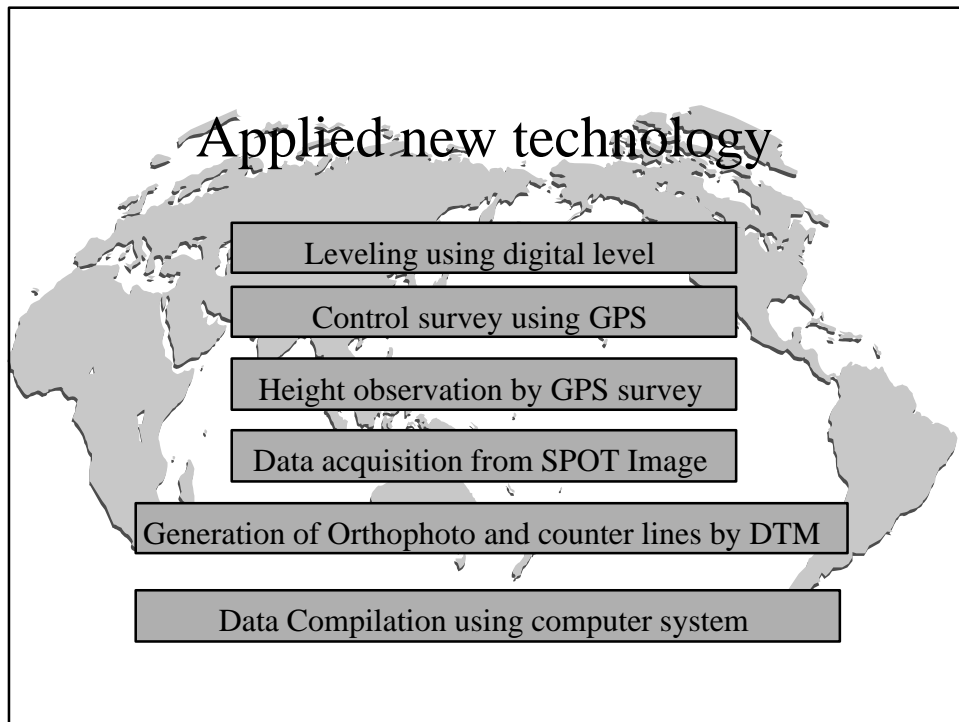 Applied new technology
Leveling using digital level
Control survey using GPS
Height observation by GPS survey
Data acquisition from SPOT Image
Generation of Orthophoto and counter lines by DTM
Data Compilation using computer system